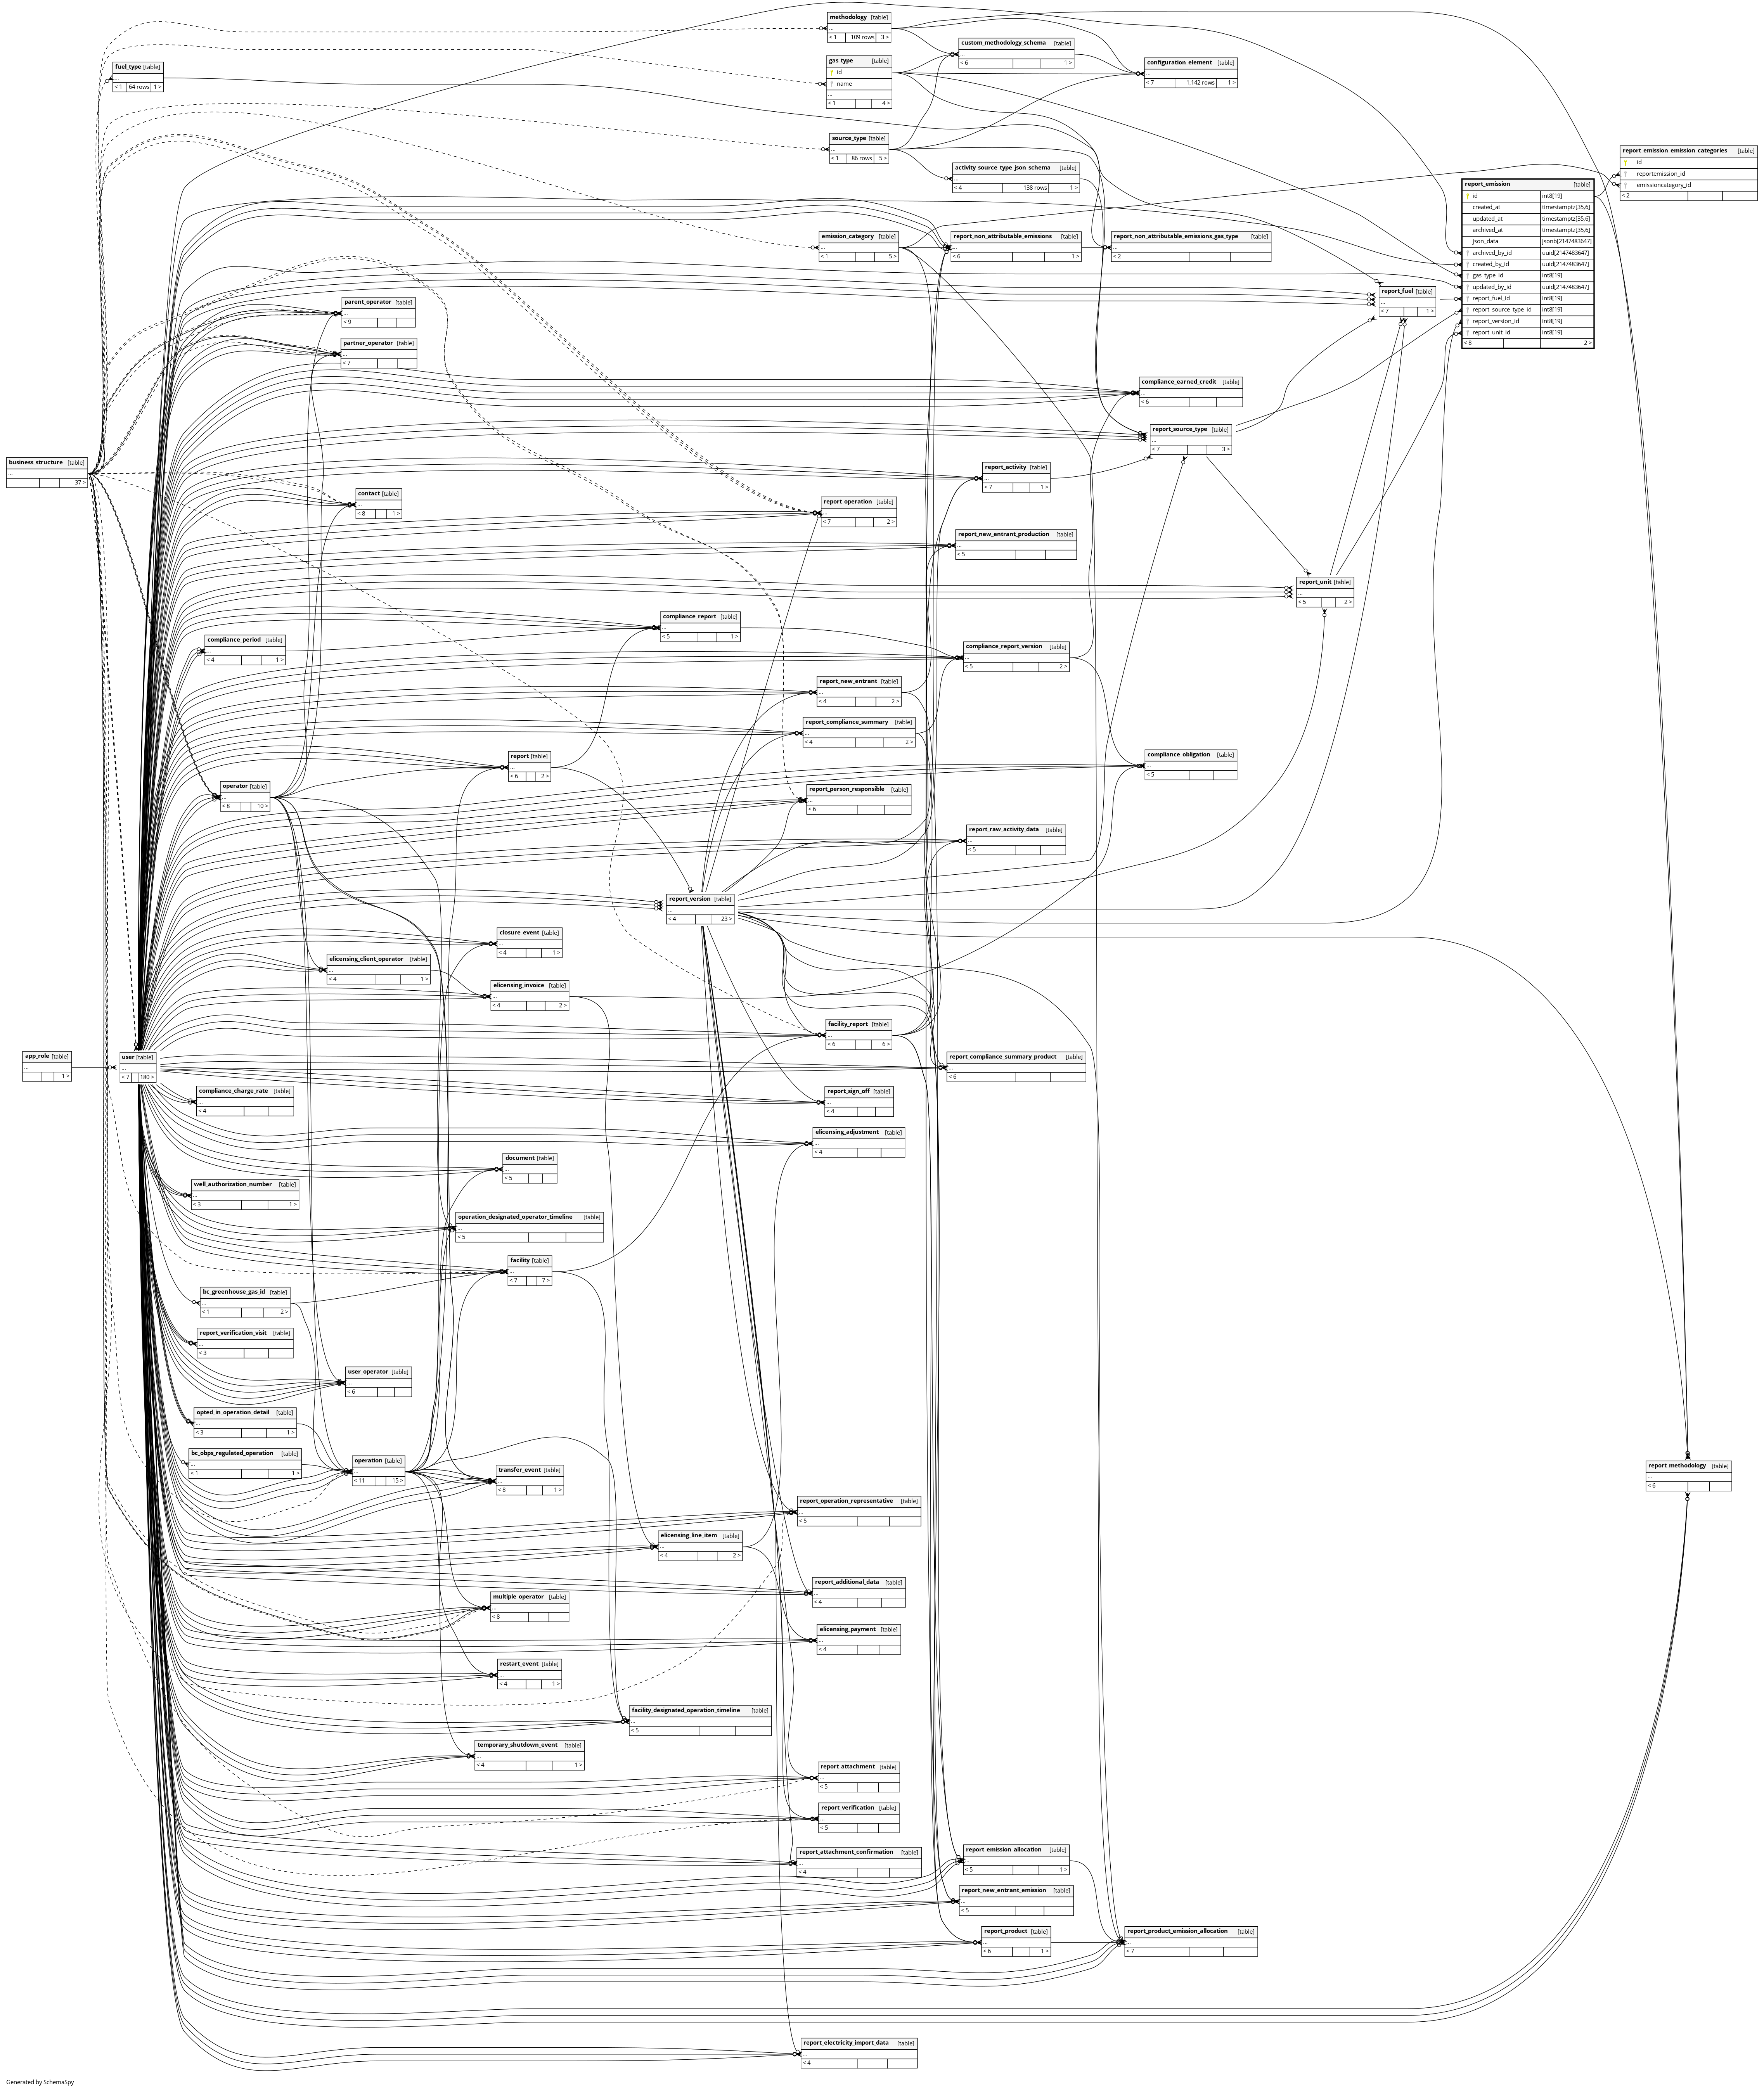 methodology [table]
...
< 1 109 rows 3 >
custom_methodology_schema [table]
...
< 6 1 >
fuel_type [table]
...
< 1 64 rows 1 >
gas_type [table]
id
name
...
< 1 4 >
configuration_element [table]
...
< 7 1,142 rows 1 >
source_type [table]
...
< 1 86 rows 5 >
report_emission_emission_categories [table]
id
reportemission_id
emissioncategory_id
< 2
activity_source_type_json_schema [table]
...
< 4 138 rows 1 >
report_emission [table]
id int8[19]
created_at timestamptz[35,6]
updated_at timestamptz[35,6]
archived_at timestamptz[35,6]
json_data jsonb[2147483647]
archived_by_id uuid[2147483647]
created_by_id uuid[2147483647]
gas_type_id int8[19]
updated_by_id uuid[2147483647]
report_fuel_id int8[19]
report_source_type_id int8[19]
report_version_id int8[19]
report_unit_id int8[19]
< 8 2 >
emission_category [table]
...
< 1 5 >
report_non_attributable_emissions [table]
...
< 6 1 >
report_non_attributable_emissions_gas_type [table]
...
< 2
report_fuel [table]
...
< 7 1 >
parent_operator [table]
...
< 9
partner_operator [table]
...
< 7
compliance_earned_credit [table]
...
< 6
report_source_type [table]
...
< 7 3 >
business_structure [table]
...
37 >
report_activity [table]
...
< 7 1 >
contact [table]
...
< 8 1 >
report_operation [table]
...
< 7 2 >
report_new_entrant_production [table]
...
< 5
report_unit [table]
...
< 5 2 >
compliance_report [table]
...
< 5 1 >
compliance_period [table]
...
< 4 1 >
compliance_report_version [table]
...
< 5 2 >
report_new_entrant [table]
...
< 4 2 >
report_compliance_summary [table]
...
< 4 2 >
report [table]
...
< 6 2 >
compliance_obligation [table]
...
< 5
operator [table]
...
< 8 10 >
report_person_responsible [table]
...
< 6
report_raw_activity_data [table]
...
< 5
report_version [table]
...
< 4 23 >
closure_event [table]
...
< 4 1 >
elicensing_client_operator [table]
...
< 4 1 >
elicensing_invoice [table]
...
< 4 2 >
facility_report [table]
...
< 6 6 >
app_role [table]
...
1 >
user [table]
...
< 7 180 >
report_compliance_summary_product [table]
...
< 6
compliance_charge_rate [table]
...
< 4
report_sign_off [table]
...
< 4
elicensing_adjustment [table]
...
< 4
document [table]
...
< 5
well_authorization_number [table]
...
< 3 1 >
operation_designated_operator_timeline [table]
...
< 5
facility [table]
...
< 7 7 >
bc_greenhouse_gas_id [table]
...
< 1 2 >
report_verification_visit [table]
...
< 3
user_operator [table]
...
< 6
opted_in_operation_detail [table]
...
< 3 1 >
bc_obps_regulated_operation [table]
...
< 1 1 >
operation [table]
...
< 11 15 >
transfer_event [table]
...
< 8 1 >
report_methodology [table]
...
< 6
report_operation_representative [table]
...
< 5
elicensing_line_item [table]
...
< 4 2 >
report_additional_data [table]
...
< 4
multiple_operator [table]
...
< 8
elicensing_payment [table]
...
< 4
restart_event [table]
...
< 4 1 >
facility_designated_operation_timeline [table]
...
< 5
temporary_shutdown_event [table]
...
< 4 1 >
report_attachment [table]
...
< 5
report_verification [table]
...
< 5
report_attachment_confirmation [table]
...
< 4
report_emission_allocation [table]
...
< 5 1 >
report_new_entrant_emission [table]
...
< 5
report_product [table]
...
< 6 1 >
report_product_emission_allocation [table]
...
< 7
report_electricity_import_data [table]
...
< 4
Generated by SchemaSpy